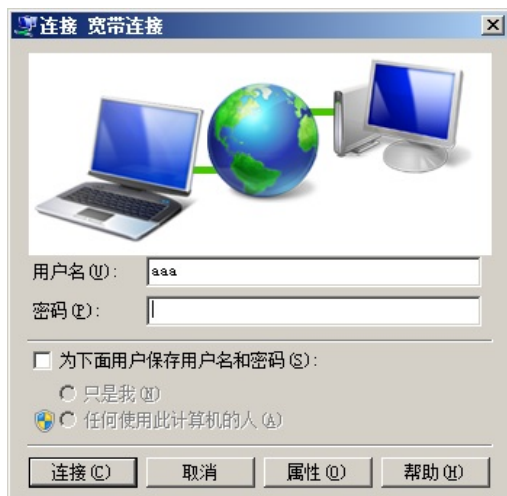 连接 宽带连接
用户名(U): aaa
密码(P):
为下面用户保存用户名和密码(S):
只是我(N)
任何使用此计算机的人(A)
连接(C) 取消 属性(O) 帮助(H)